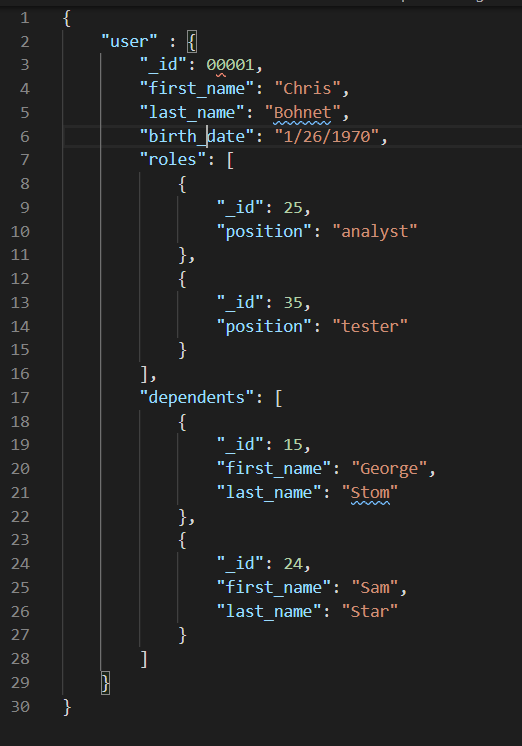 1 {
2 "user" : {
3 "_id": 00001,
4 "first_name": "Chris",
5 "last_name": "Bohnet",
6 "birth_date": "1/26/1970",
7 "roles": [
8 {
9 "_id": 25,
10 "position": "analyst"
11 },
12 {
13 "_id": 35,
14 "position": "tester"
15 }
16 ],
17 "dependents": [
18 {
19 "_id": 15,
20 "first_name": "George",
21 "last_name": "Stom"
22 },
23 {
24 "_id": 24,
25 "first_name": "Sam",
26 "last_name": "Star"
27 }
28 ]
29 }
30 }